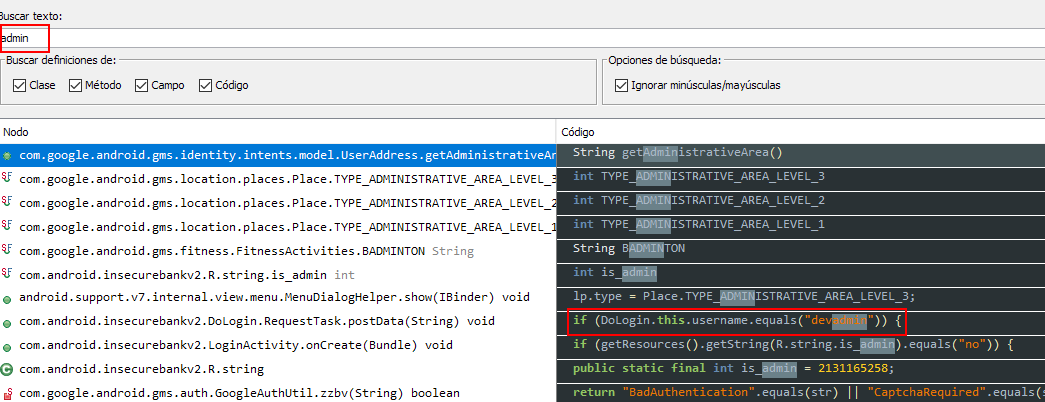 Buscar texto:
admin
Buscar definiciones de:
Clase Método Campo Código
Opciones de búsqueda:
Ignorar minúsculas/mayúsculas
Nodo Código
com.google.android.gms.identity.intents.model.UserAddress.getAdministrativeAr String getAdministrativeArea()
com.google.android.gms.location.places.Place.TYPE_ADMINISTRATIVE_AREA_LEVEL_3 int TYPE_ADMINISTRATIVE_AREA_LEVEL_3
com.google.android.gms.location.places.Place.TYPE_ADMINISTRATIVE_AREA_LEVEL_2 int TYPE_ADMINISTRATIVE_AREA_LEVEL_2
com.google.android.gms.location.places.Place.TYPE_ADMINISTRATIVE_AREA_LEVEL_1 int TYPE_ADMINISTRATIVE_AREA_LEVEL_1
com.google.android.gms.fitness.FitnessActivities.BADMINTON String String BADMINTON
com.android.insecurebankv2.R.string.is_admin int int is_admin
android.support.v7.internal.view.menu.MenuDialogHelper.show(IBinder) void lp.type = Place.TYPE_ADMINISTRATIVE_AREA_LEVEL_3;
com.android.insecurebankv2.DoLogin.RequestTask.postData(String) void if (DoLogin.this.username.equals("devadmin")) {
com.android.insecurebankv2.LoginActivity.onCreate(Bundle) void if (getResources().getString(R.string.is_admin).equals("no")) {
com.android.insecurebankv2.R.string public static final int is_admin = 2131165258;
com.google.android.gms.auth.GoogleAuthUtil.zzbv(String) boolean return "BadAuthentication".equals(str) || "CaptchaRequired".equals(s